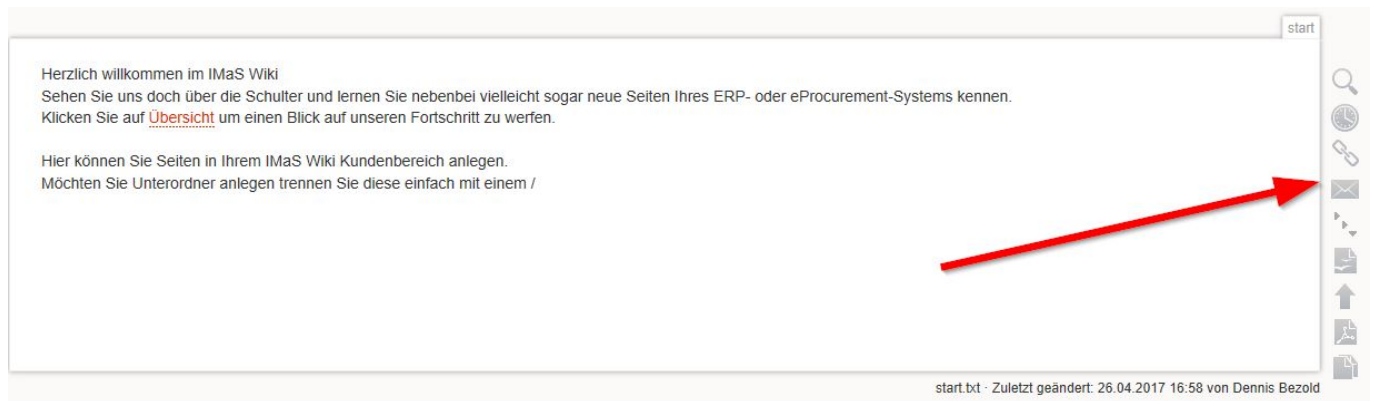 start
Herzlich willkommen im IMaS Wiki
Sehen Sie uns doch über die Schulter und lernen Sie nebenbei vielleicht sogar neue Seiten Ihres ERP- oder eProcurement-Systems kennen.
Klicken Sie auf Übersicht um einen Blick auf unseren Fortschritt zu werfen.
Hier können Sie Seiten in Ihrem IMaS Wiki Kundenbereich anlegen.
Möchten Sie Unterordner anlegen trennen Sie diese einfach mit einem /
start.txt · Zuletzt geändert: 26.04.2017 16:58 von Dennis Bezold